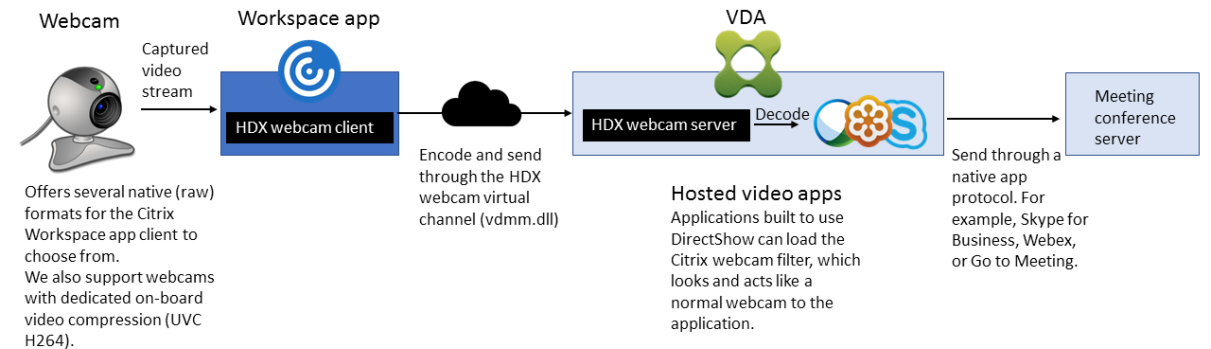 Webcam
Captured
video
stream
Offers several native (raw)
formats for the Citrix
Workspace app client to
choose from.
We also support webcams
with dedicated on-board
video compression (UVC
H264).
Workspace app
HDX webcam client
Encode and send
through the HDX
webcam virtual
channel (vdmm.dll)
VDA
HDX webcam server
Decode
S
Hosted video apps
Applications built to use
DirectShow can load the
Citrix webcam filter, which
looks and acts like a
normal webcam to the
application.
Send through a
native app
protocol. For
example, Skype for
Business, Webex,
or Go to Meeting.
Meeting
conference
server